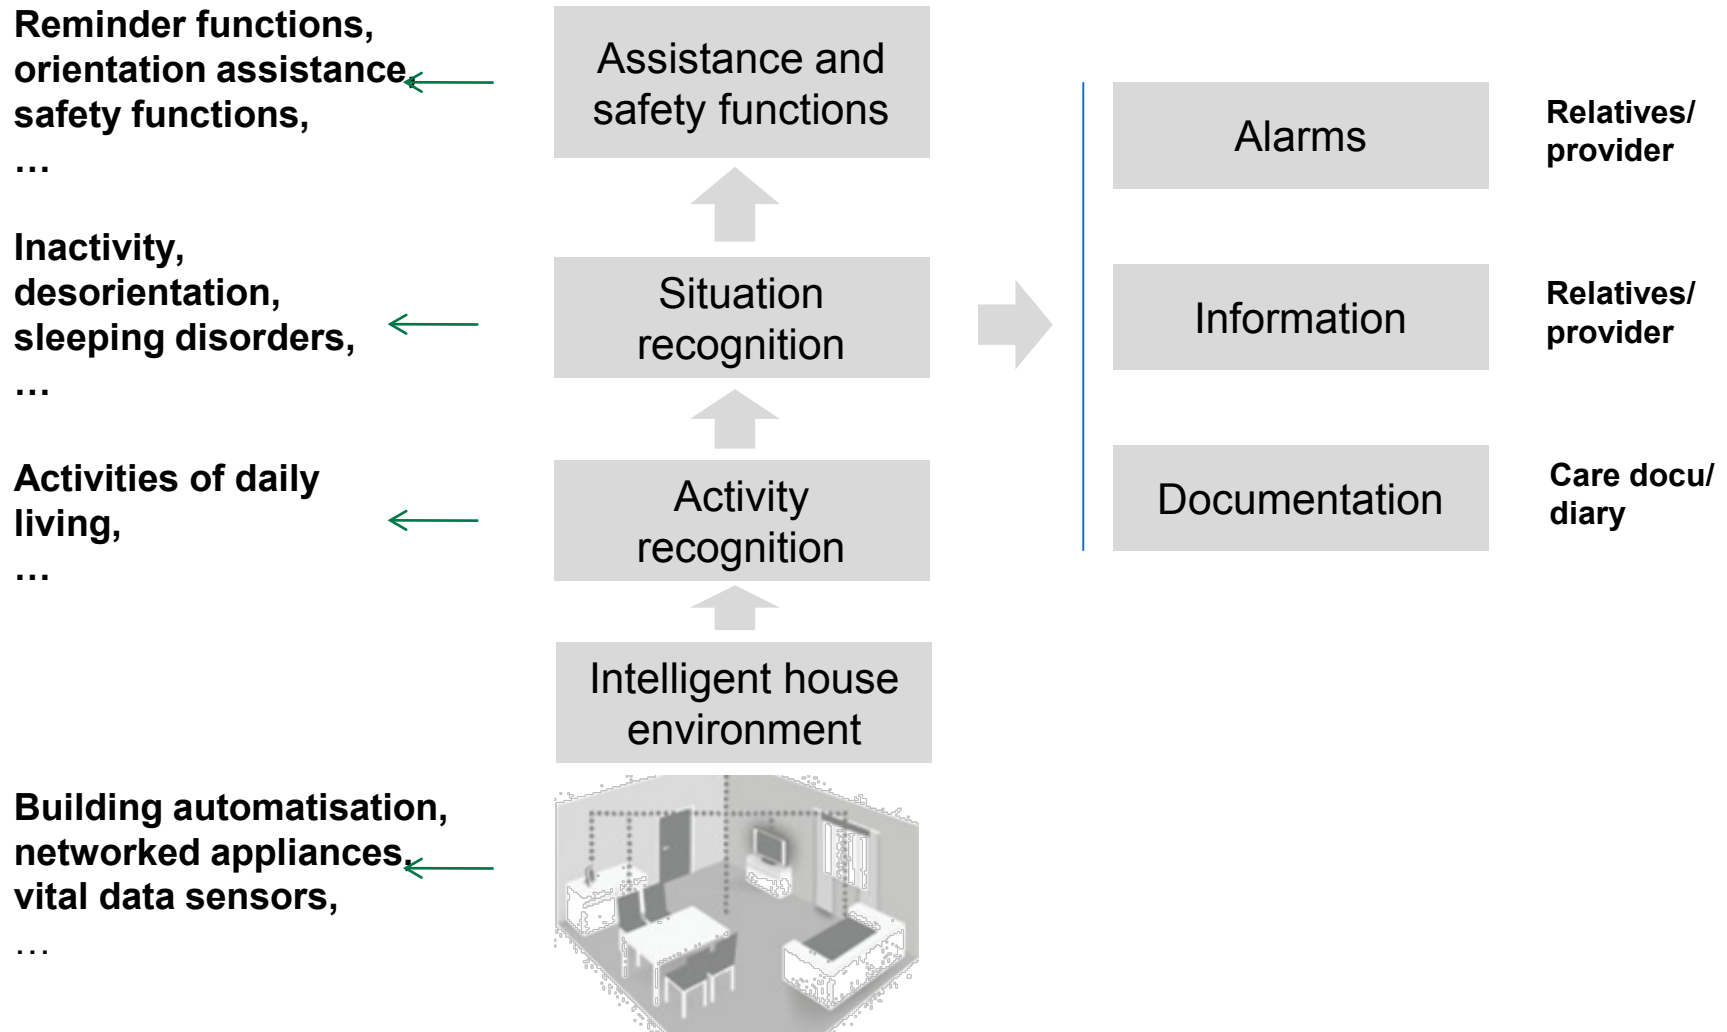 Reminder functions,
orientation assistance,
safety functions,
…
Assistance and
safety functions
Alarms
Relatives/
provider
Inactivity,
desorientation,
sleeping disorders,
…
Situation
recognition
Information
Relatives/
provider
Activities of daily
living,
…
Activity
recognition
Documentation
Care docu/
diary
Intelligent house
environment
Building automatisation,
networked appliances,
vital data sensors,
…